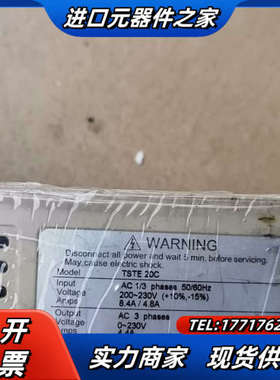 进口元器件之家
WARNING
Disconnect all power and wait 5 min. before servicing.
May cause electric shock.
Model TSTE 20C
Input AC 1/3 phases 50/60Hz
Voltage 200~230V (+10%,-15%)
Amps 8.4A / 4.8A
Output AC 3 phases
Voltage 0~230V
Amps
可开票
TEL:17717762
实力商家 现货供